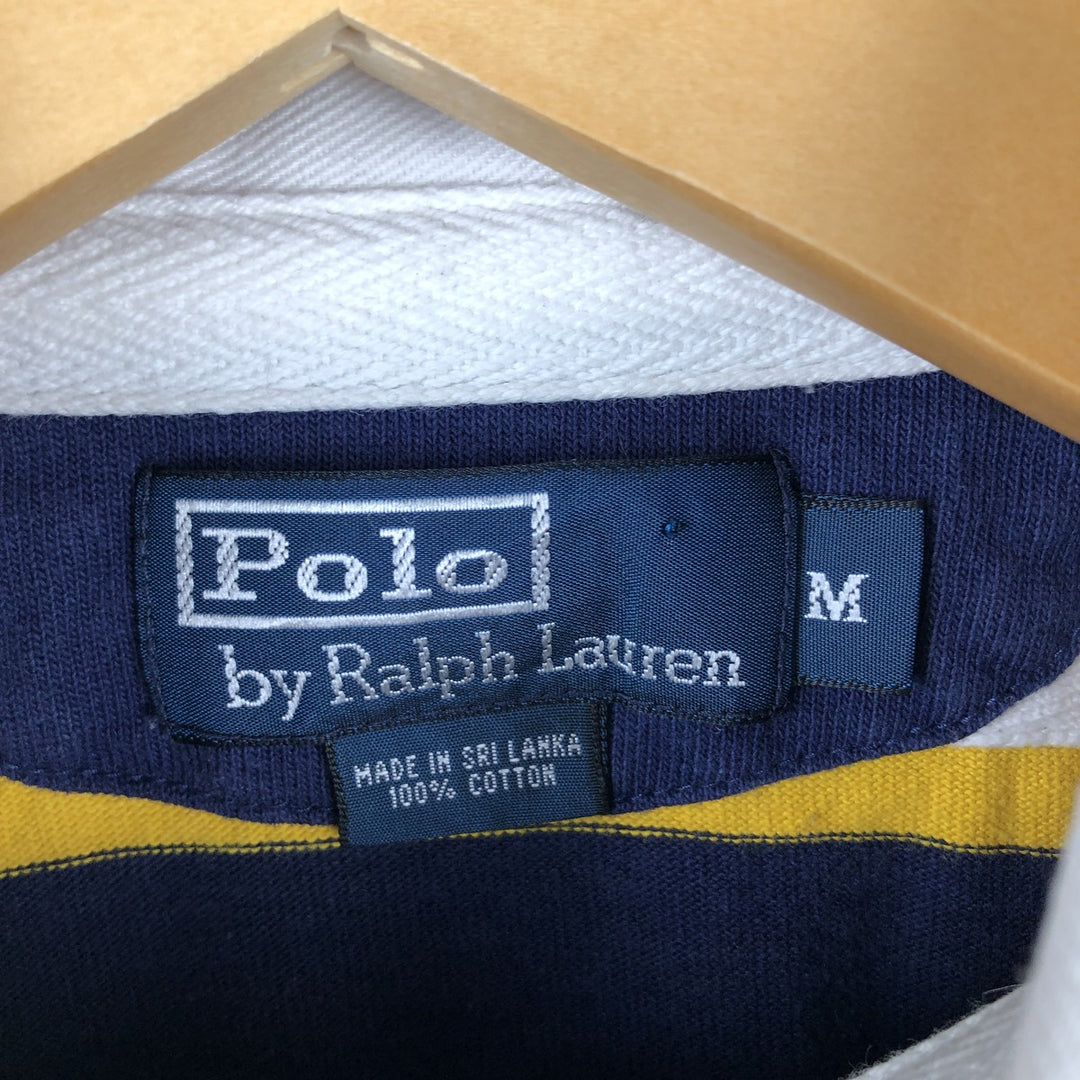 Polo
by Ralph Lauren
M
MADE IN SRI LANKA
100% COTTON